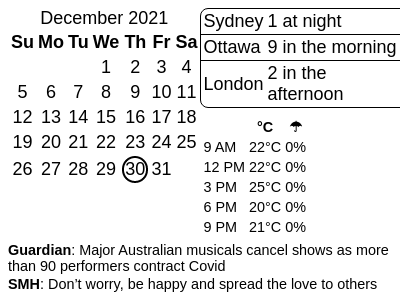 December 2021
Su Mo Tu We Th Fr Sa
1 2 3 4
5 6 7 8 9 10 11
12 13 14 15 16 17 18
19 20 21 22 23 24 25
26 27 28 29 30 31
Sydney 1 at night
Ottawa 9 in the morning
London 2 in the
afternoon
°C ☂
9 AM 22°C 0%
12 PM 22°C 0%
3 PM 25°C 0%
6 PM 20°C 0%
9 PM 21°C 0%
Guardian: Major Australian musicals cancel shows as more
than 90 performers contract Covid
SMH: Don’t worry, be happy and spread the love to others